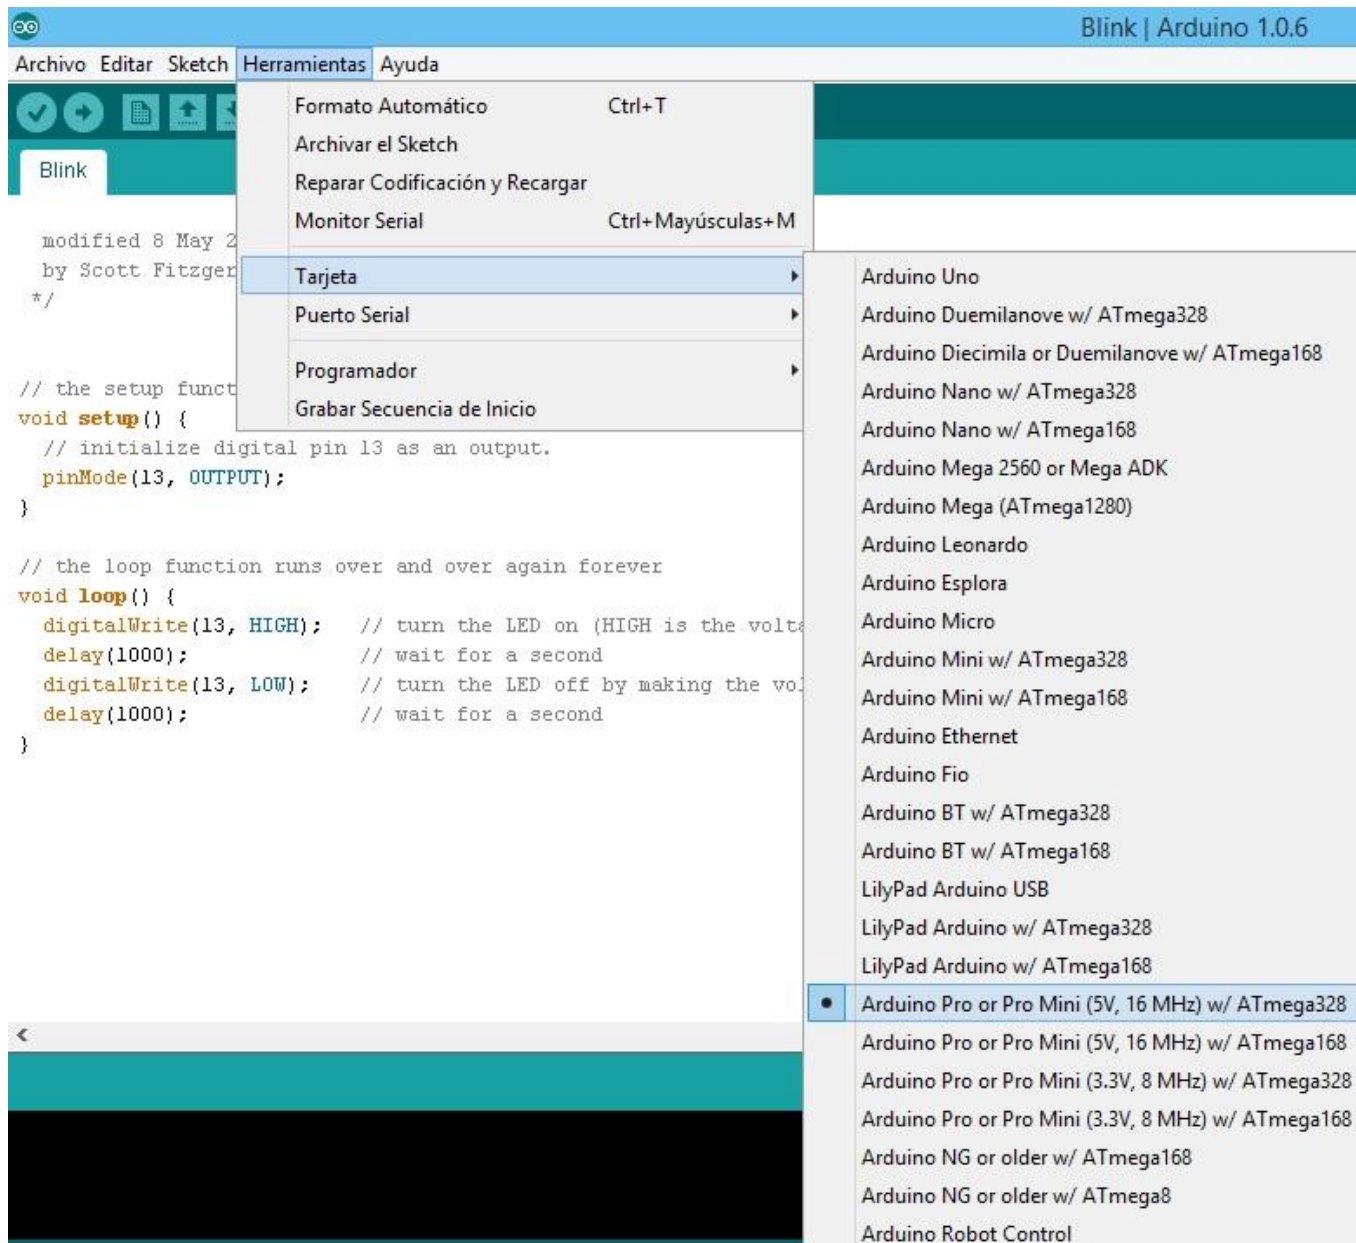 Blink | Arduino 1.0.6
Archivo Editar Sketch Herramientas Ayuda
Formato Automático Ctrl+T
Archivar el Sketch
Reparar Codificación y Recargar
Monitor Serial Ctrl+Mayúsculas+M
Tarjeta
Puerto Serial
Programador
Grabar Secuencia de Inicio
Blink
modified 8 May 2
by Scott Fitzger
*/
// the setup funct
void setup() {
// initialize digital pin 13 as an output.
pinMode(13, OUTPUT);
}
// the loop function runs over and over again forever
void loop() {
digitalWrite(13, HIGH); // turn the LED on (HIGH is the volta
delay(1000); // wait for a second
digitalWrite(13, LOW); // turn the LED off by making the vol
delay(1000); // wait for a second
}
Arduino Uno
Arduino Duemilanove w/ ATmega328
Arduino Diecimila or Duemilanove w/ ATmega168
Arduino Nano w/ ATmega328
Arduino Nano w/ ATmega168
Arduino Mega 2560 or Mega ADK
Arduino Mega (ATmega1280)
Arduino Leonardo
Arduino Esplora
Arduino Micro
Arduino Mini w/ ATmega328
Arduino Mini w/ ATmega168
Arduino Ethernet
Arduino Fio
Arduino BT w/ ATmega328
Arduino BT w/ ATmega168
LilyPad Arduino USB
LilyPad Arduino w/ ATmega328
LilyPad Arduino w/ ATmega168
Arduino Pro or Pro Mini (5V, 16 MHz) w/ ATmega328
Arduino Pro or Pro Mini (5V, 16 MHz) w/ ATmega168
Arduino Pro or Pro Mini (3.3V, 8 MHz) w/ ATmega328
Arduino Pro or Pro Mini (3.3V, 8 MHz) w/ ATmega168
Arduino NG or older w/ ATmega168
Arduino NG or older w/ ATmega8
Arduino Robot Control